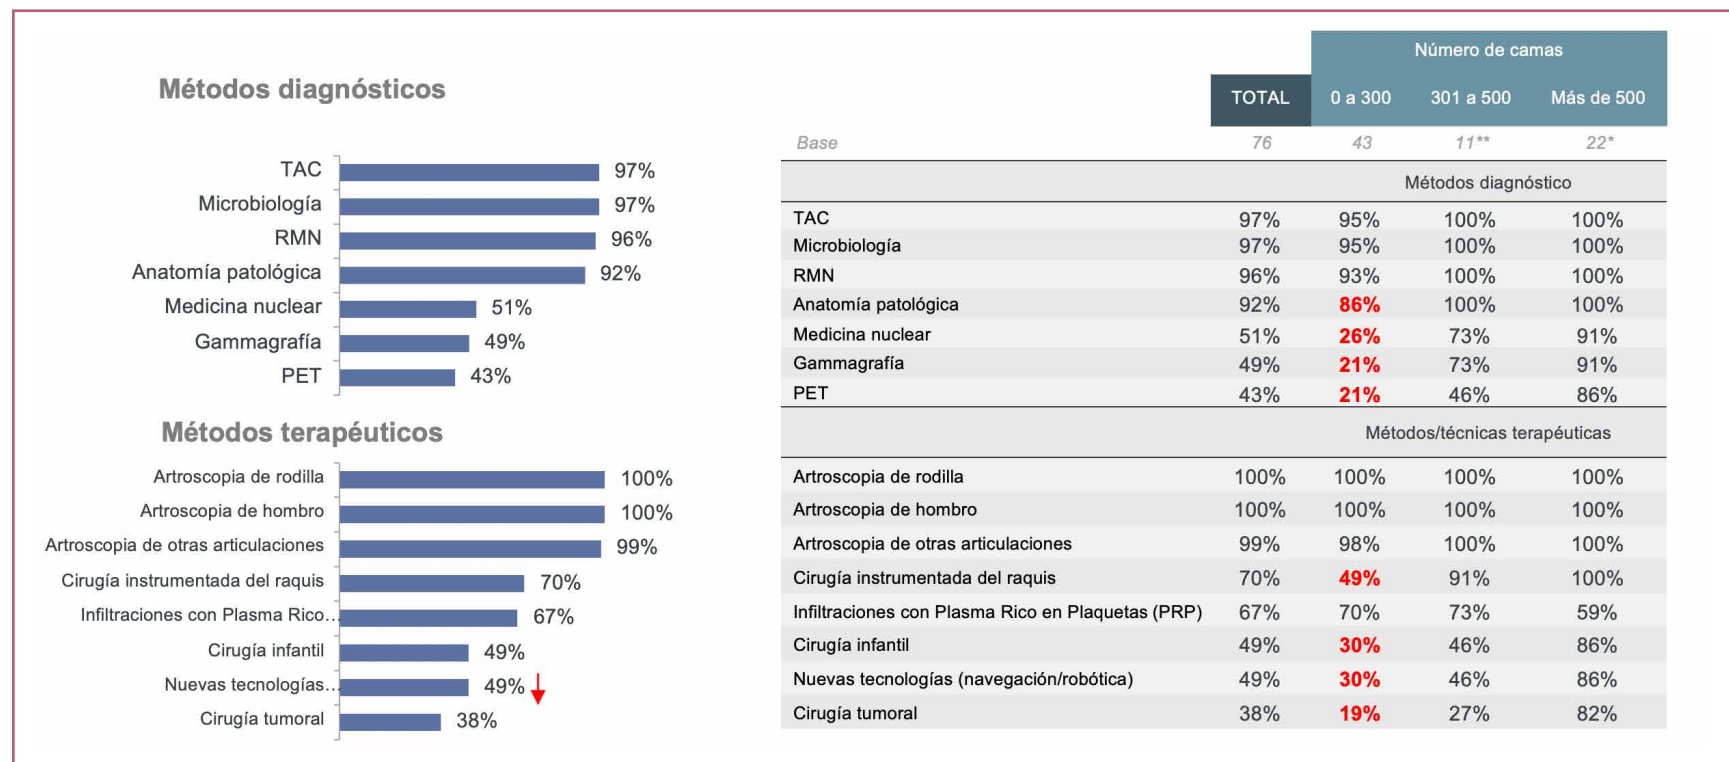 Métodos diagnósticos
TAC 97%
Microbiología 97%
RMN 96%
Anatomía patológica 92%
Medicina nuclear 51%
Gammagrafía 49%
PET 43%
Métodos terapéuticos
Artroscopia de rodilla 100%
Artroscopia de hombro 100%
Artroscopia de otras articulaciones 99%
Cirugía instrumentada del raquis 70%
Infiltraciones con Plasma Rico... 67%
Cirugía infantil 49%
Nuevas tecnologías... 49%
Cirugía tumoral 38%
Número de camas
TOTAL 0 a 300 301 a 500 Más de 500
Base 76 43 11** 22*
Métodos diagnóstico
TAC 97% 95% 100% 100%
Microbiología 97% 95% 100% 100%
RMN 96% 93% 100% 100%
Anatomía patológica 92% 86% 100% 100%
Medicina nuclear 51% 26% 73% 91%
Gammagrafía 49% 21% 73% 91%
PET 43% 21% 46% 86%
Métodos/técnicas terapéuticas
Artroscopia de rodilla 100% 100% 100% 100%
Artroscopia de hombro 100% 100% 100% 100%
Artroscopia de otras articulaciones 99% 98% 100% 100%
Cirugía instrumentada del raquis 70% 49% 91% 100%
Infiltraciones con Plasma Rico en Plaquetas (PRP) 67% 70% 73% 59%
Cirugía infantil 49% 30% 46% 86%
Nuevas tecnologías (navegación/robótica) 49% 30% 46% 86%
Cirugía tumoral 38% 19% 27% 82%